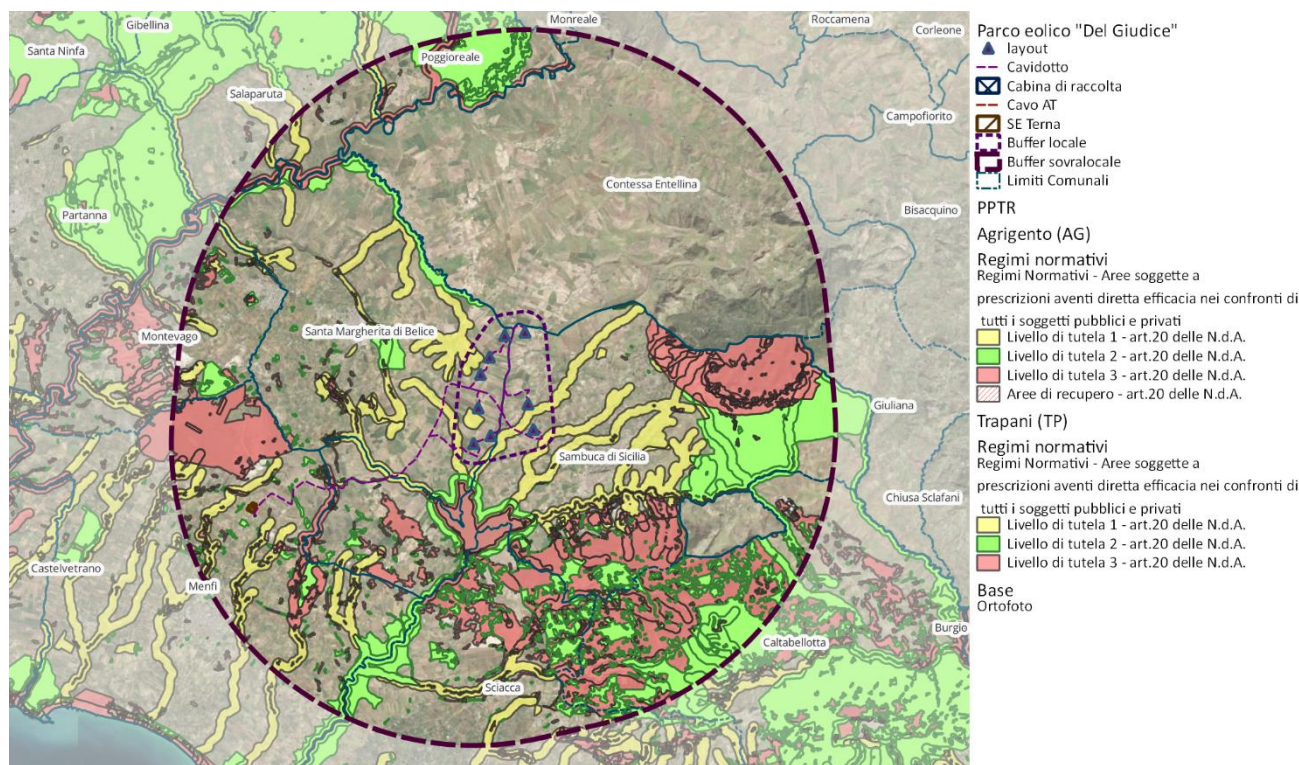 Monreale
Roccamena
Gibellina
Corleone
Santa Ninfa
Poggioreale
Salaparuta
Campofiorito
Contessa Entellina
Bisacquino
Partanna
Montevago
Santa Margherita di Belice
Giuliana
Sambuca di Sicilia
Chiusa Sclafani
Castelvetrano
Menfi
Burgio
Caltabellotta
Sciacca
Parco eolico "Del Giudice"
layout
Cavidotto
Cabina di raccolta
Cavo AT
SE Terna
Buffer locale
Buffer sovralocale
Limiti Comunali
PPTR
Agrigento (AG)
Regimi normativi
Regimi Normativi - Aree soggette a
prescrizioni aventi diretta efficacia nei confronti di
tutti i soggetti pubblici e privati
Livello di tutela 1 - art.20 delle N.d.A.
Livello di tutela 2 - art.20 delle N.d.A.
Livello di tutela 3 - art.20 delle N.d.A.
Aree di recupero - art.20 delle N.d.A.
Trapani (TP)
Regimi normativi
Regimi Normativi - Aree soggette a
prescrizioni aventi diretta efficacia nei confronti di
tutti i soggetti pubblici e privati
Livello di tutela 1 - art.20 delle N.d.A.
Livello di tutela 2 - art.20 delle N.d.A.
Livello di tutela 3 - art.20 delle N.d.A.
Base
Ortofoto